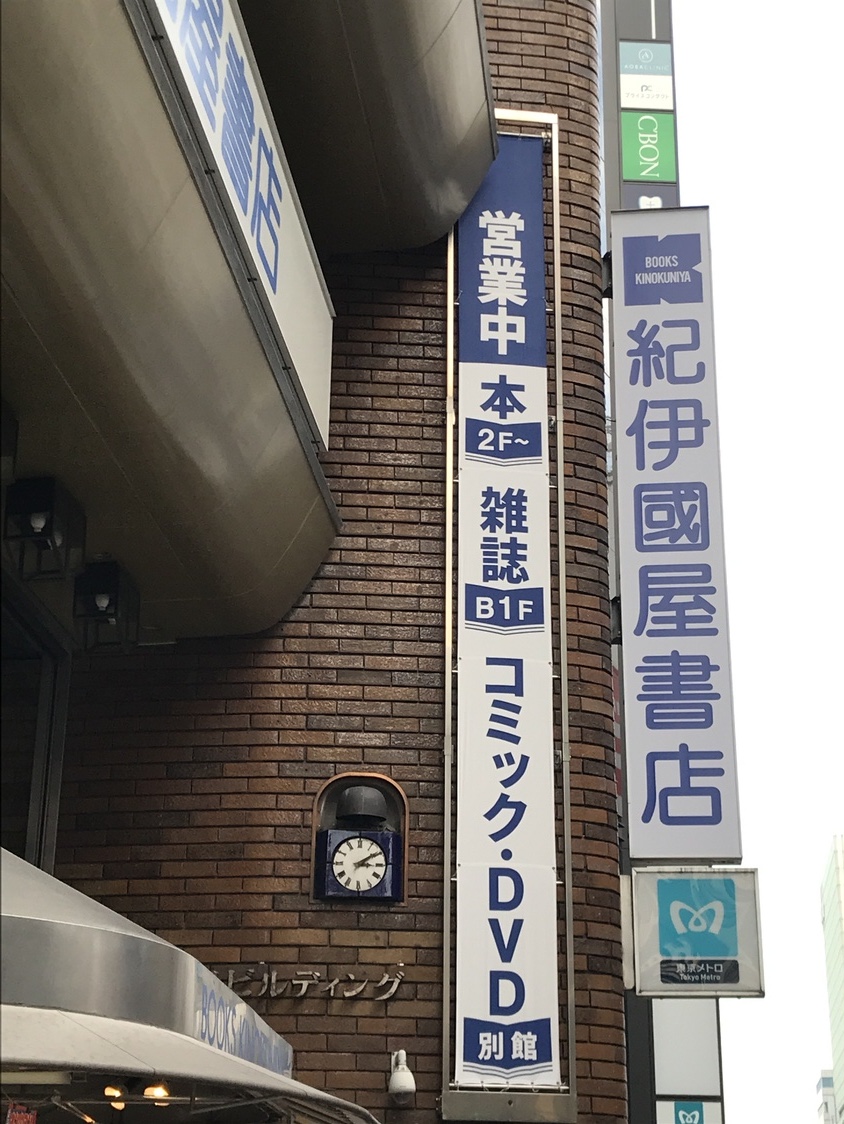 屋書店
営業中
本
2F~
雑誌
B1F
コミック・DVD
別館
CBON
BOOKS
KINOKUNIYA
紀伊國屋書店
東京メトロ
Tokyo Metro
ビルディング
BOOKS